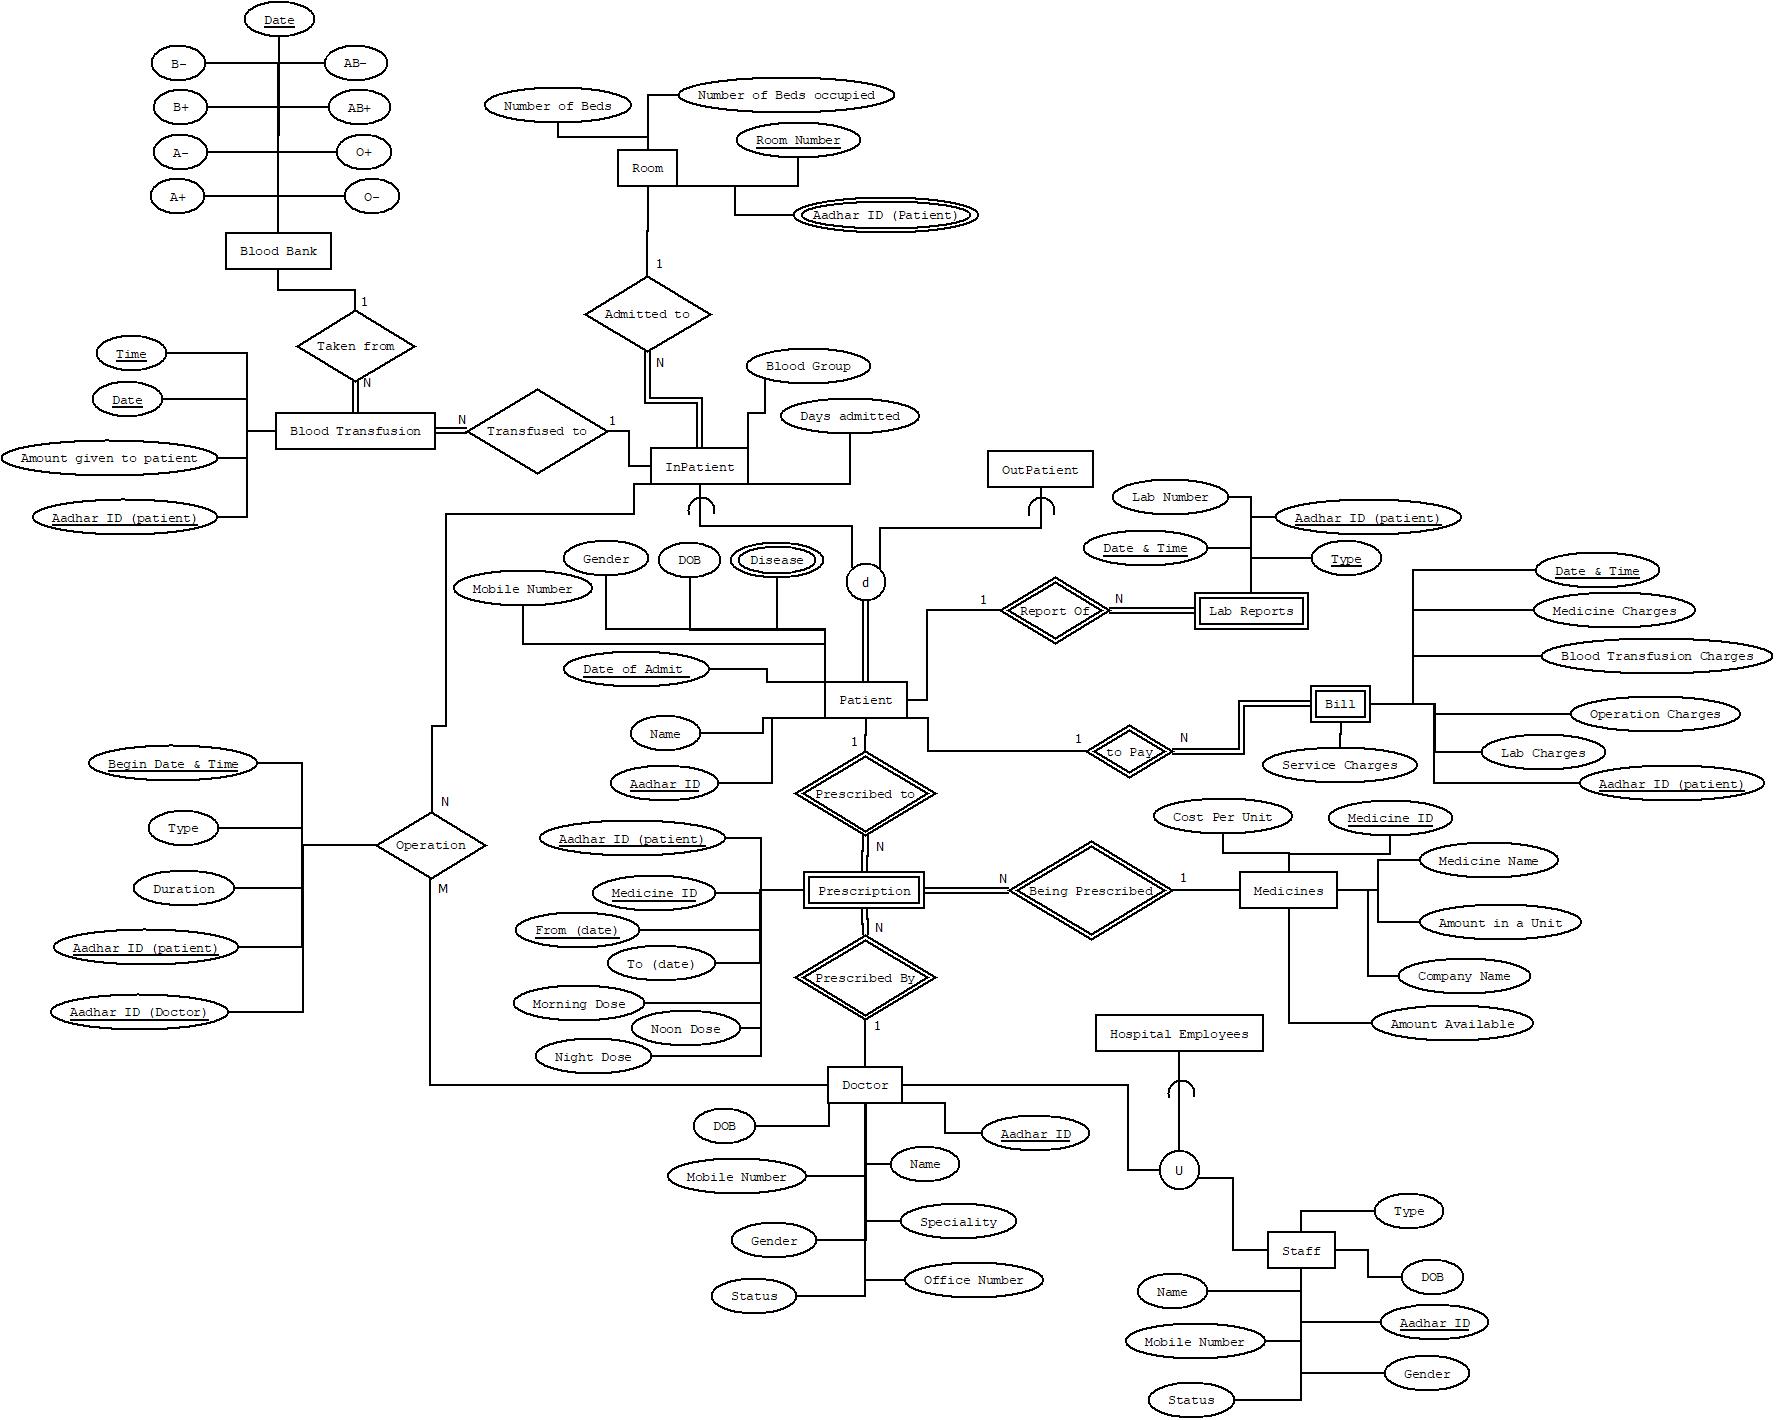 Date
B-
AB-
B+
AB+
A-
O+
A+
O-
Blood Bank
1
Taken from
N
Number of Beds
Number of Beds occupied
Room Number
Room
Aadhar ID (Patient)
1
Admitted to
N
Time
Date
Amount given to patient
Aadhar ID (patient)
Blood Transfusion
N
Transfused to
1
Blood Group
Days admitted
InPatient
OutPatient
d
Lab Number
Aadhar ID (patient)
Date & Time
Type
1
Report Of
N
Lab Reports
Gender
DOB
Disease
Mobile Number
Date of Admit
Patient
Name
Aadhar ID
Date & Time
Medicine Charges
Blood Transfusion Charges
Bill
Operation Charges
Lab Charges
Service Charges
Aadhar ID (patient)
1
to Pay
N
1
Prescribed to
N
Begin Date & Time
Type
Duration
Aadhar ID (patient)
Aadhar ID (Doctor)
N
Operation
M
Aadhar ID (patient)
Medicine ID
From (date)
To (date)
Morning Dose
Noon Dose
Night Dose
Prescription
N
Being Prescribed
1
Cost Per Unit
Medicine ID
Medicine Name
Medicines
Amount in a Unit
Company Name
Amount Available
N
Prescribed By
1
Hospital Employees
Doctor
DOB
Aadhar ID
Name
Mobile Number
Speciality
Gender
Office Number
Status
U
Type
Staff
DOB
Name
Aadhar ID
Mobile Number
Gender
Status